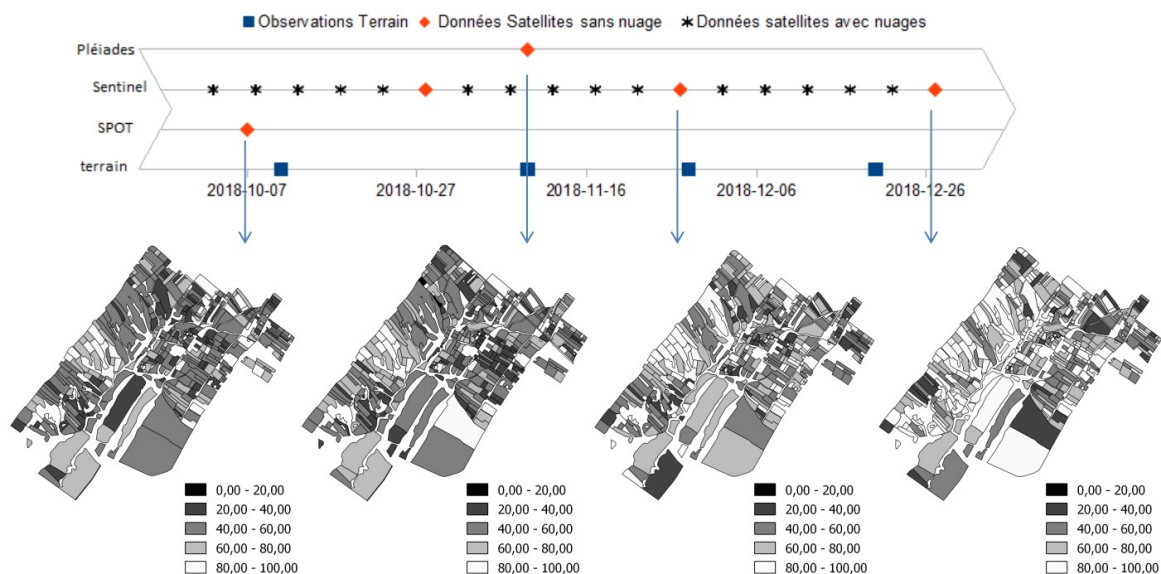 Observations Terrain Données Satellites sans nuage Données satellites avec nuages
Pléiades
Sentinel
SPOT
terrain
2018-10-07 2018-10-27 2018-11-16 2018-12-06 2018-12-26
0,00 - 20,00 0,00 - 20,00 0,00 - 20,00 0,00 - 20,00
20,00 - 40,00 20,00 - 40,00 20,00 - 40,00 20,00 - 40,00
40,00 - 60,00 40,00 - 60,00 40,00 - 60,00 40,00 - 60,00
60,00 - 80,00 60,00 - 80,00 60,00 - 80,00 60,00 - 80,00
80,00 - 100,00 80,00 - 100,00 80,00 - 100,00 80,00 - 100,00